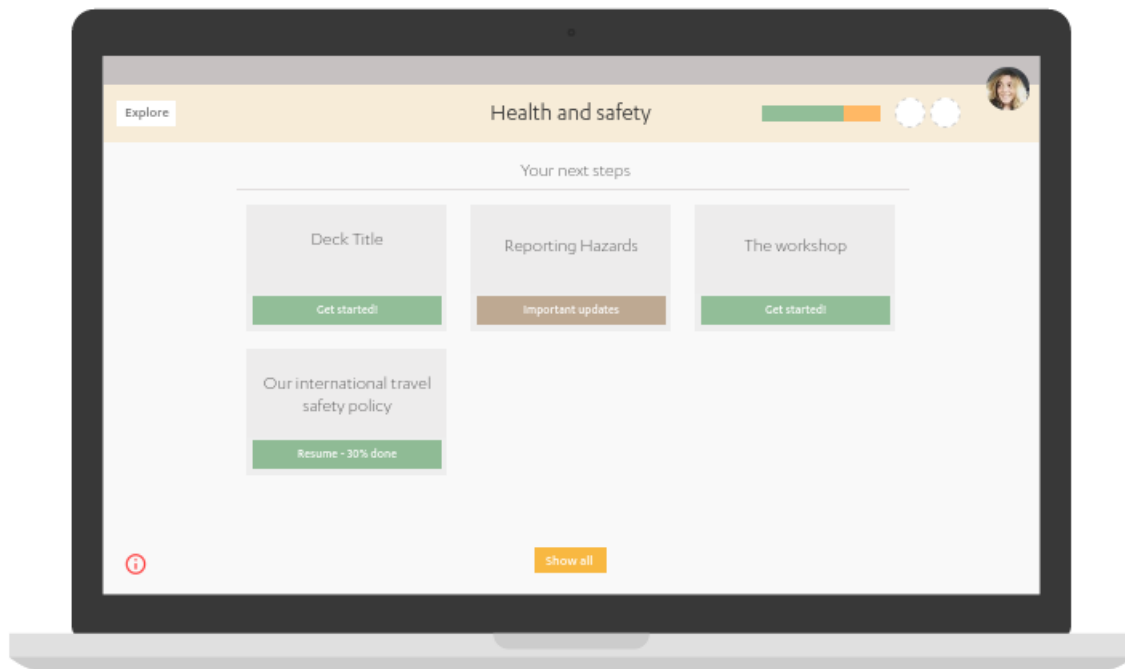 Explore
Health and safety
Your next steps
Deck Title
Reporting Hazards
The workshop
Get started!
Important updates
Get started!
Our international travel
safety policy
Resume - 30% done
Show all